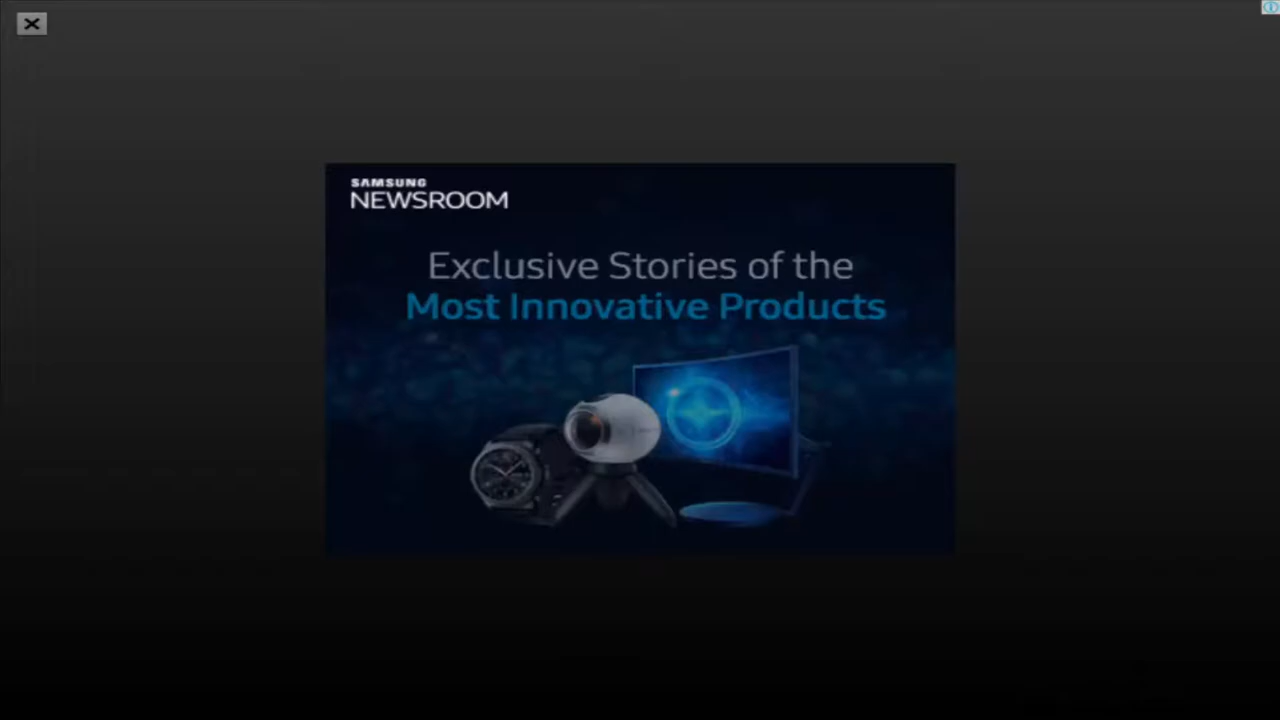 SAMSUNG
NEWSROOM
Exclusive Stories of the
Most Innovative Products